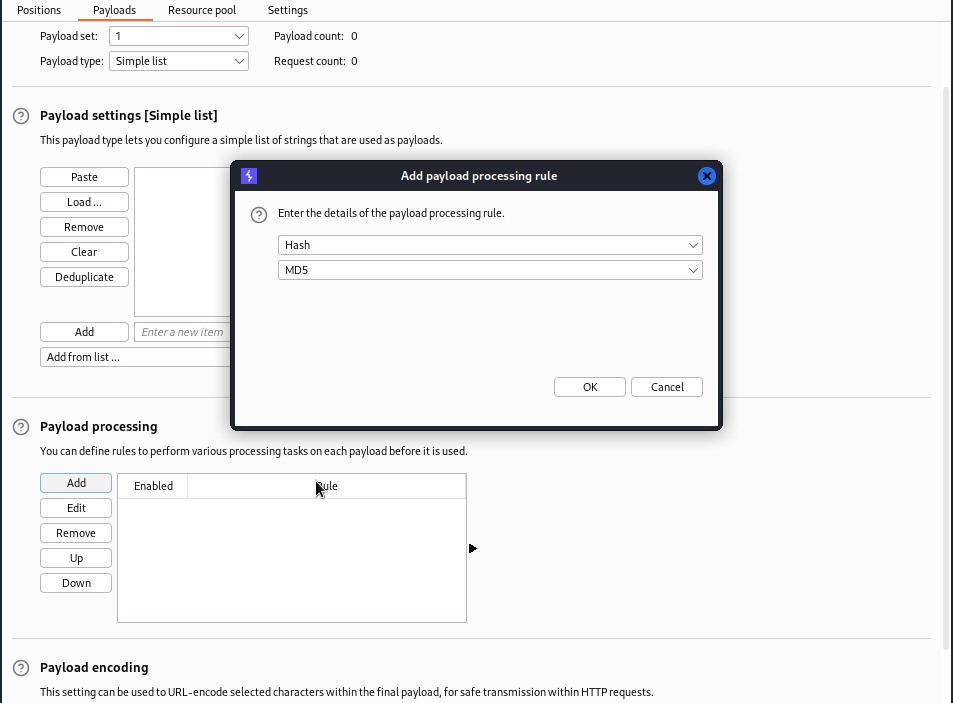 Positions Payloads Resource pool Settings
Payload set: 1 Payload count: 0
Payload type: Simple list Request count: 0
Payload settings [Simple list]
This payload type lets you configure a simple list of strings that are used as payloads.
Paste
Load ...
Remove
Clear
Deduplicate
Add Enter a new item
Add from list ...
Add payload processing rule
Enter the details of the payload processing rule.
Hash
MD5
OK Cancel
Payload processing
You can define rules to perform various processing tasks on each payload before it is used.
Add
Edit
Remove
Up
Down
Enabled Rule
Payload encoding
This setting can be used to URL-encode selected characters within the final payload, for safe transmission within HTTP requests.